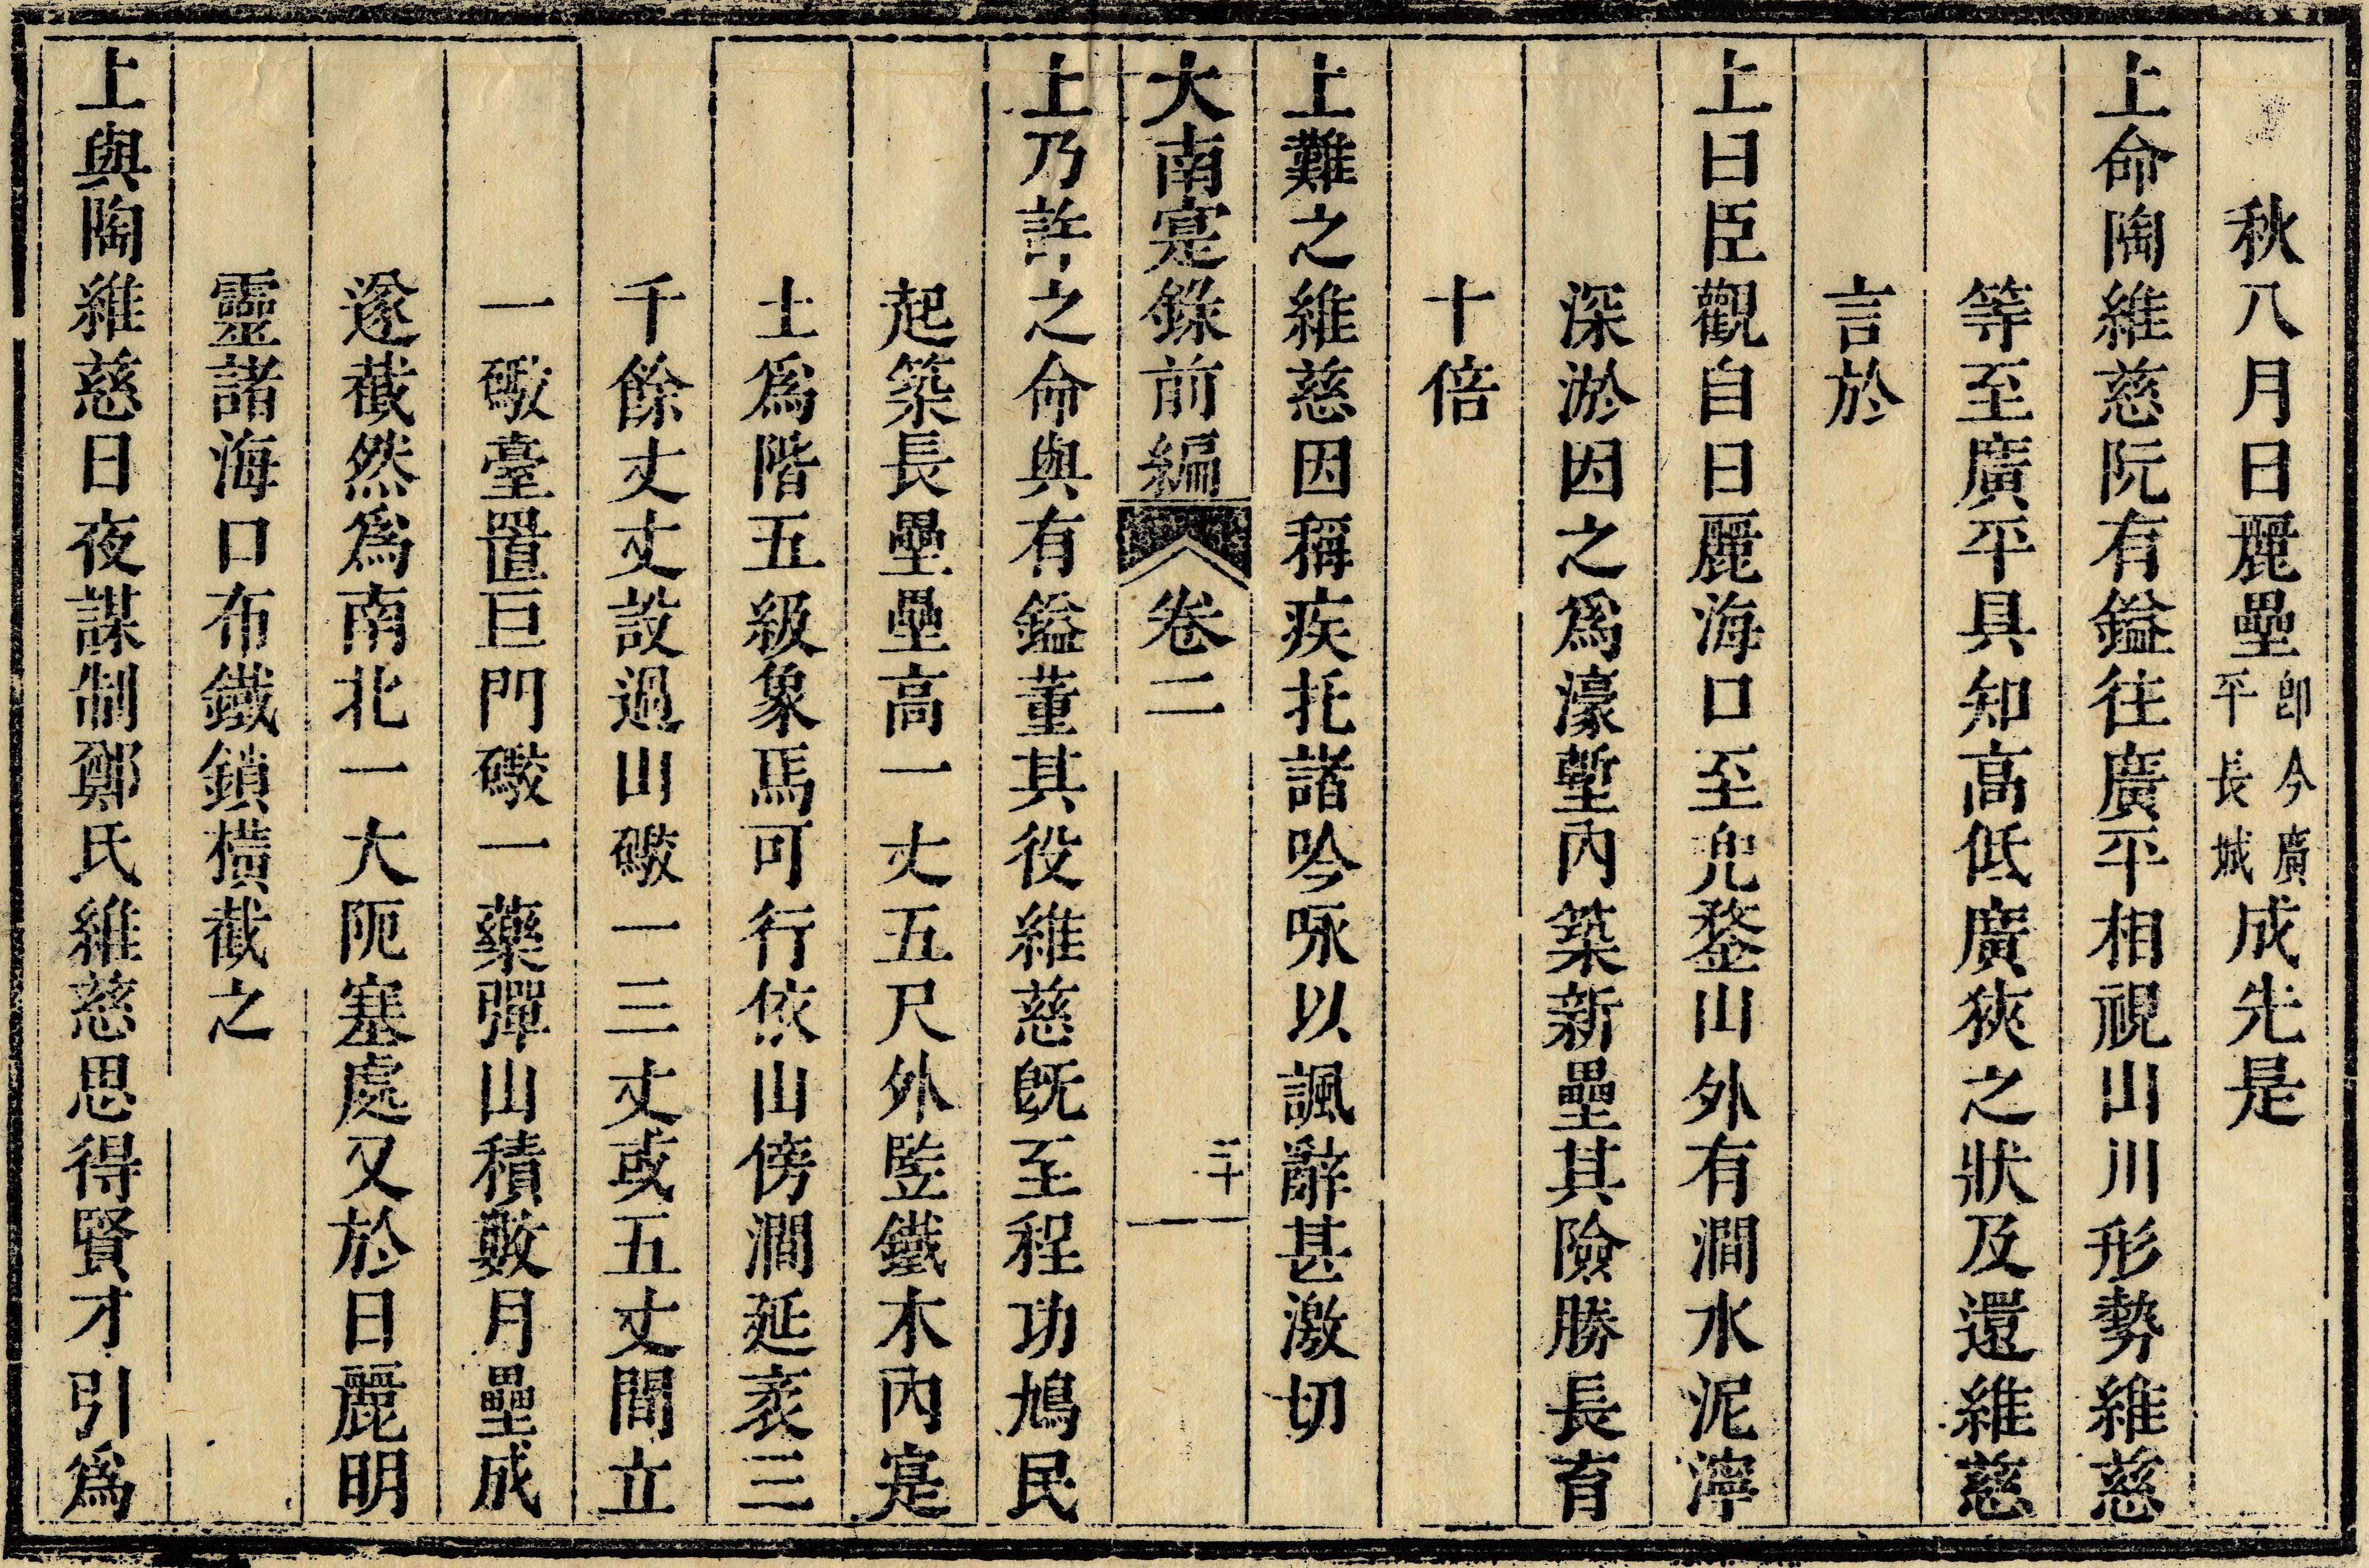 秋八月日麗壘即今廣平長城成先是
上命陶維慈阮有鎰往廣平相視山川形勢維慈
等至廣平具知高低廣狹之狀及還維慈
言於
上曰臣觀自日麗海口至兜鍪山外有澗水泥濘
深淤因之爲濠塹內築新壘其險勝長育
十倍
上難之維慈因稱疾托諸吟咏以諷辭甚激切
大南寔錄前編 卷二 三十一
上乃許之命與有鎰董其役維慈旣至程功鳩民
起築長壘壘高一丈五尺外竪鐵木內寔
土爲階五級象馬可行依山傍澗延袤三
千餘丈丈設過山礮一三丈或五丈間立
一礮臺置巨門礮一藥彈山積數月壘成
遂截然爲南北一大阨塞處又於日麗明
靈諸海口布鐵鎖橫截之
上與陶維慈日夜謀制鄭氏維慈思得賢才引爲